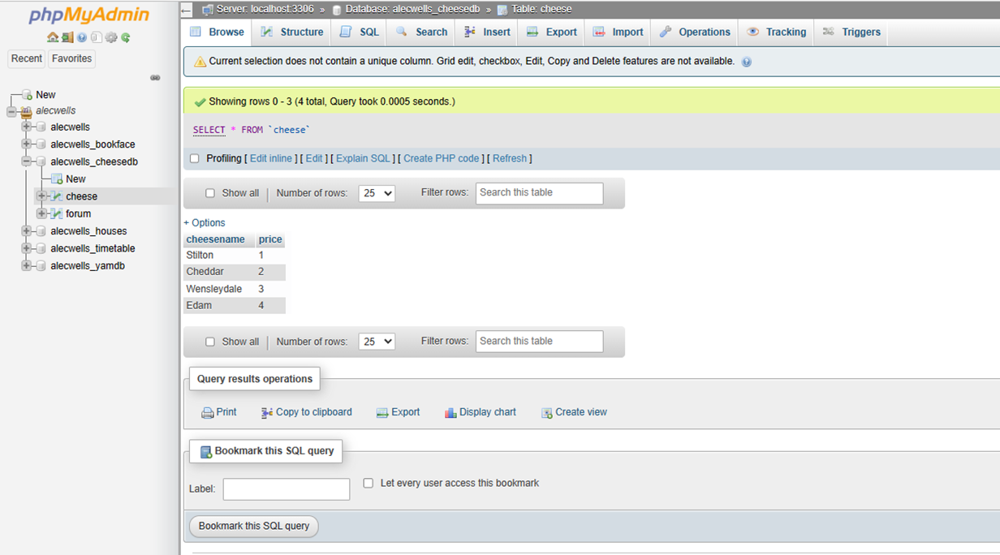 phpMyAdmin
Recent Favorites
New
alecwells
alecwells
alecwells_bookface
alecwells_cheesedb
New
cheese
forum
alecwells_houses
alecwells_timetable
alecwells_yamdb
Server: localhost:3306 » Database: alecwells_cheesedb » Table: cheese
Browse Structure SQL Search Insert Export Import Operations Tracking Triggers
Current selection does not contain a unique column. Grid edit, checkbox, Edit, Copy and Delete features are not available.
Showing rows 0 - 3 (4 total, Query took 0.0005 seconds.)
SELECT * FROM `cheese`
Profiling [ Edit inline ] [ Edit ] [ Explain SQL ] [ Create PHP code ] [ Refresh ]
Show all Number of rows: 25 Filter rows: Search this table
+ Options
cheesename price
Stilton 1
Cheddar 2
Wensleydale 3
Edam 4
Show all Number of rows: 25 Filter rows: Search this table
Query results operations
Print Copy to clipboard Export Display chart Create view
Bookmark this SQL query
Label: Let every user access this bookmark
Bookmark this SQL query